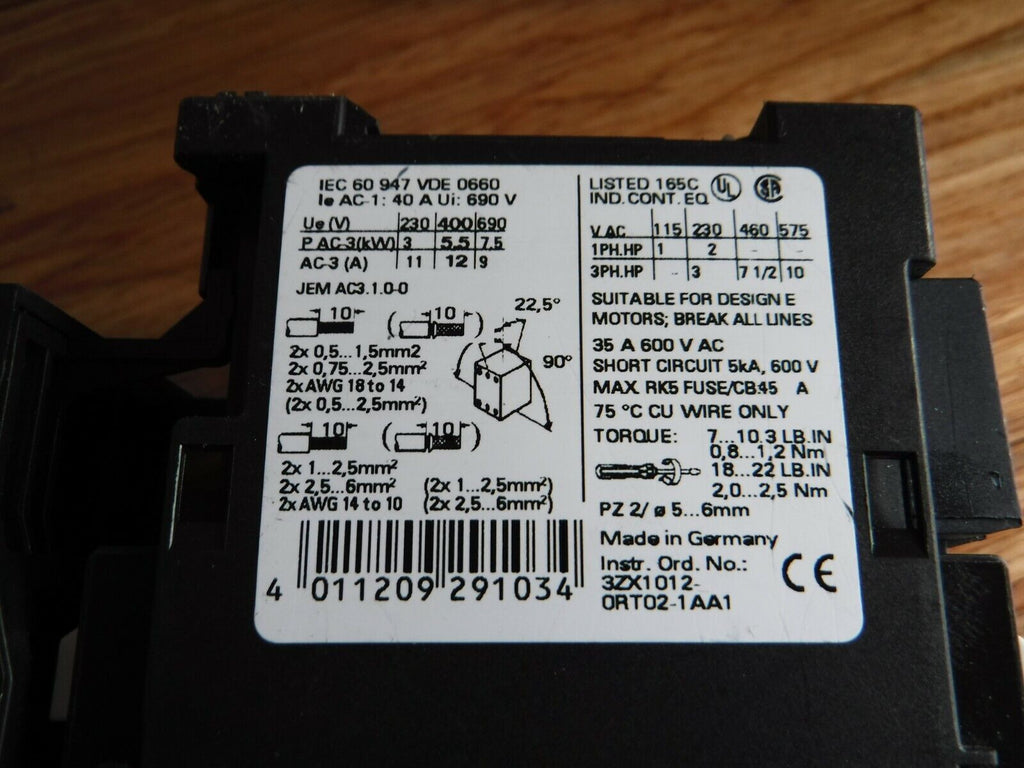 IEC 60 947 VDE 0660
Ie AC-1: 40 A Ui: 690 V
Ue (V) 230 400 690
P AC-3(kW) 3 5.5 7.5
AC-3 (A) 11 12 9
JEM AC3.1.0-0
10 ( 10 )
22,5°
90°
2x 0,5...1,5mm2
2x 0,75...2,5mm²
2x AWG 18 to 14
(2x 0,5...2,5mm²)
10 ( 10 )
2x 1...2,5mm²
2x 2,5...6mm² (2x 1...2,5mm²)
2x AWG 14 to 10 (2x 2,5...6mm²)
4 011209 291034
LISTED 165C UL SA
IND. CONT. EQ
V AC 115 230 460 575
1PH.HP 1 2 - -
3PH.HP - 3 7 1/2 10
SUITABLE FOR DESIGN E
MOTORS; BREAK ALL LINES
35 A 600 V AC
SHORT CIRCUIT 5kA, 600 V
MAX. RK5 FUSE/CB:45 A
75 °C CU WIRE ONLY
TORQUE: 7...10.3 LB.IN
0,8...1,2 Nm
18...22 LB.IN
2,0...2,5 Nm
PZ 2/ ø 5...6mm
Made in Germany
Instr. Ord. No.:
3ZX1012-
0RT02-1AA1
CE